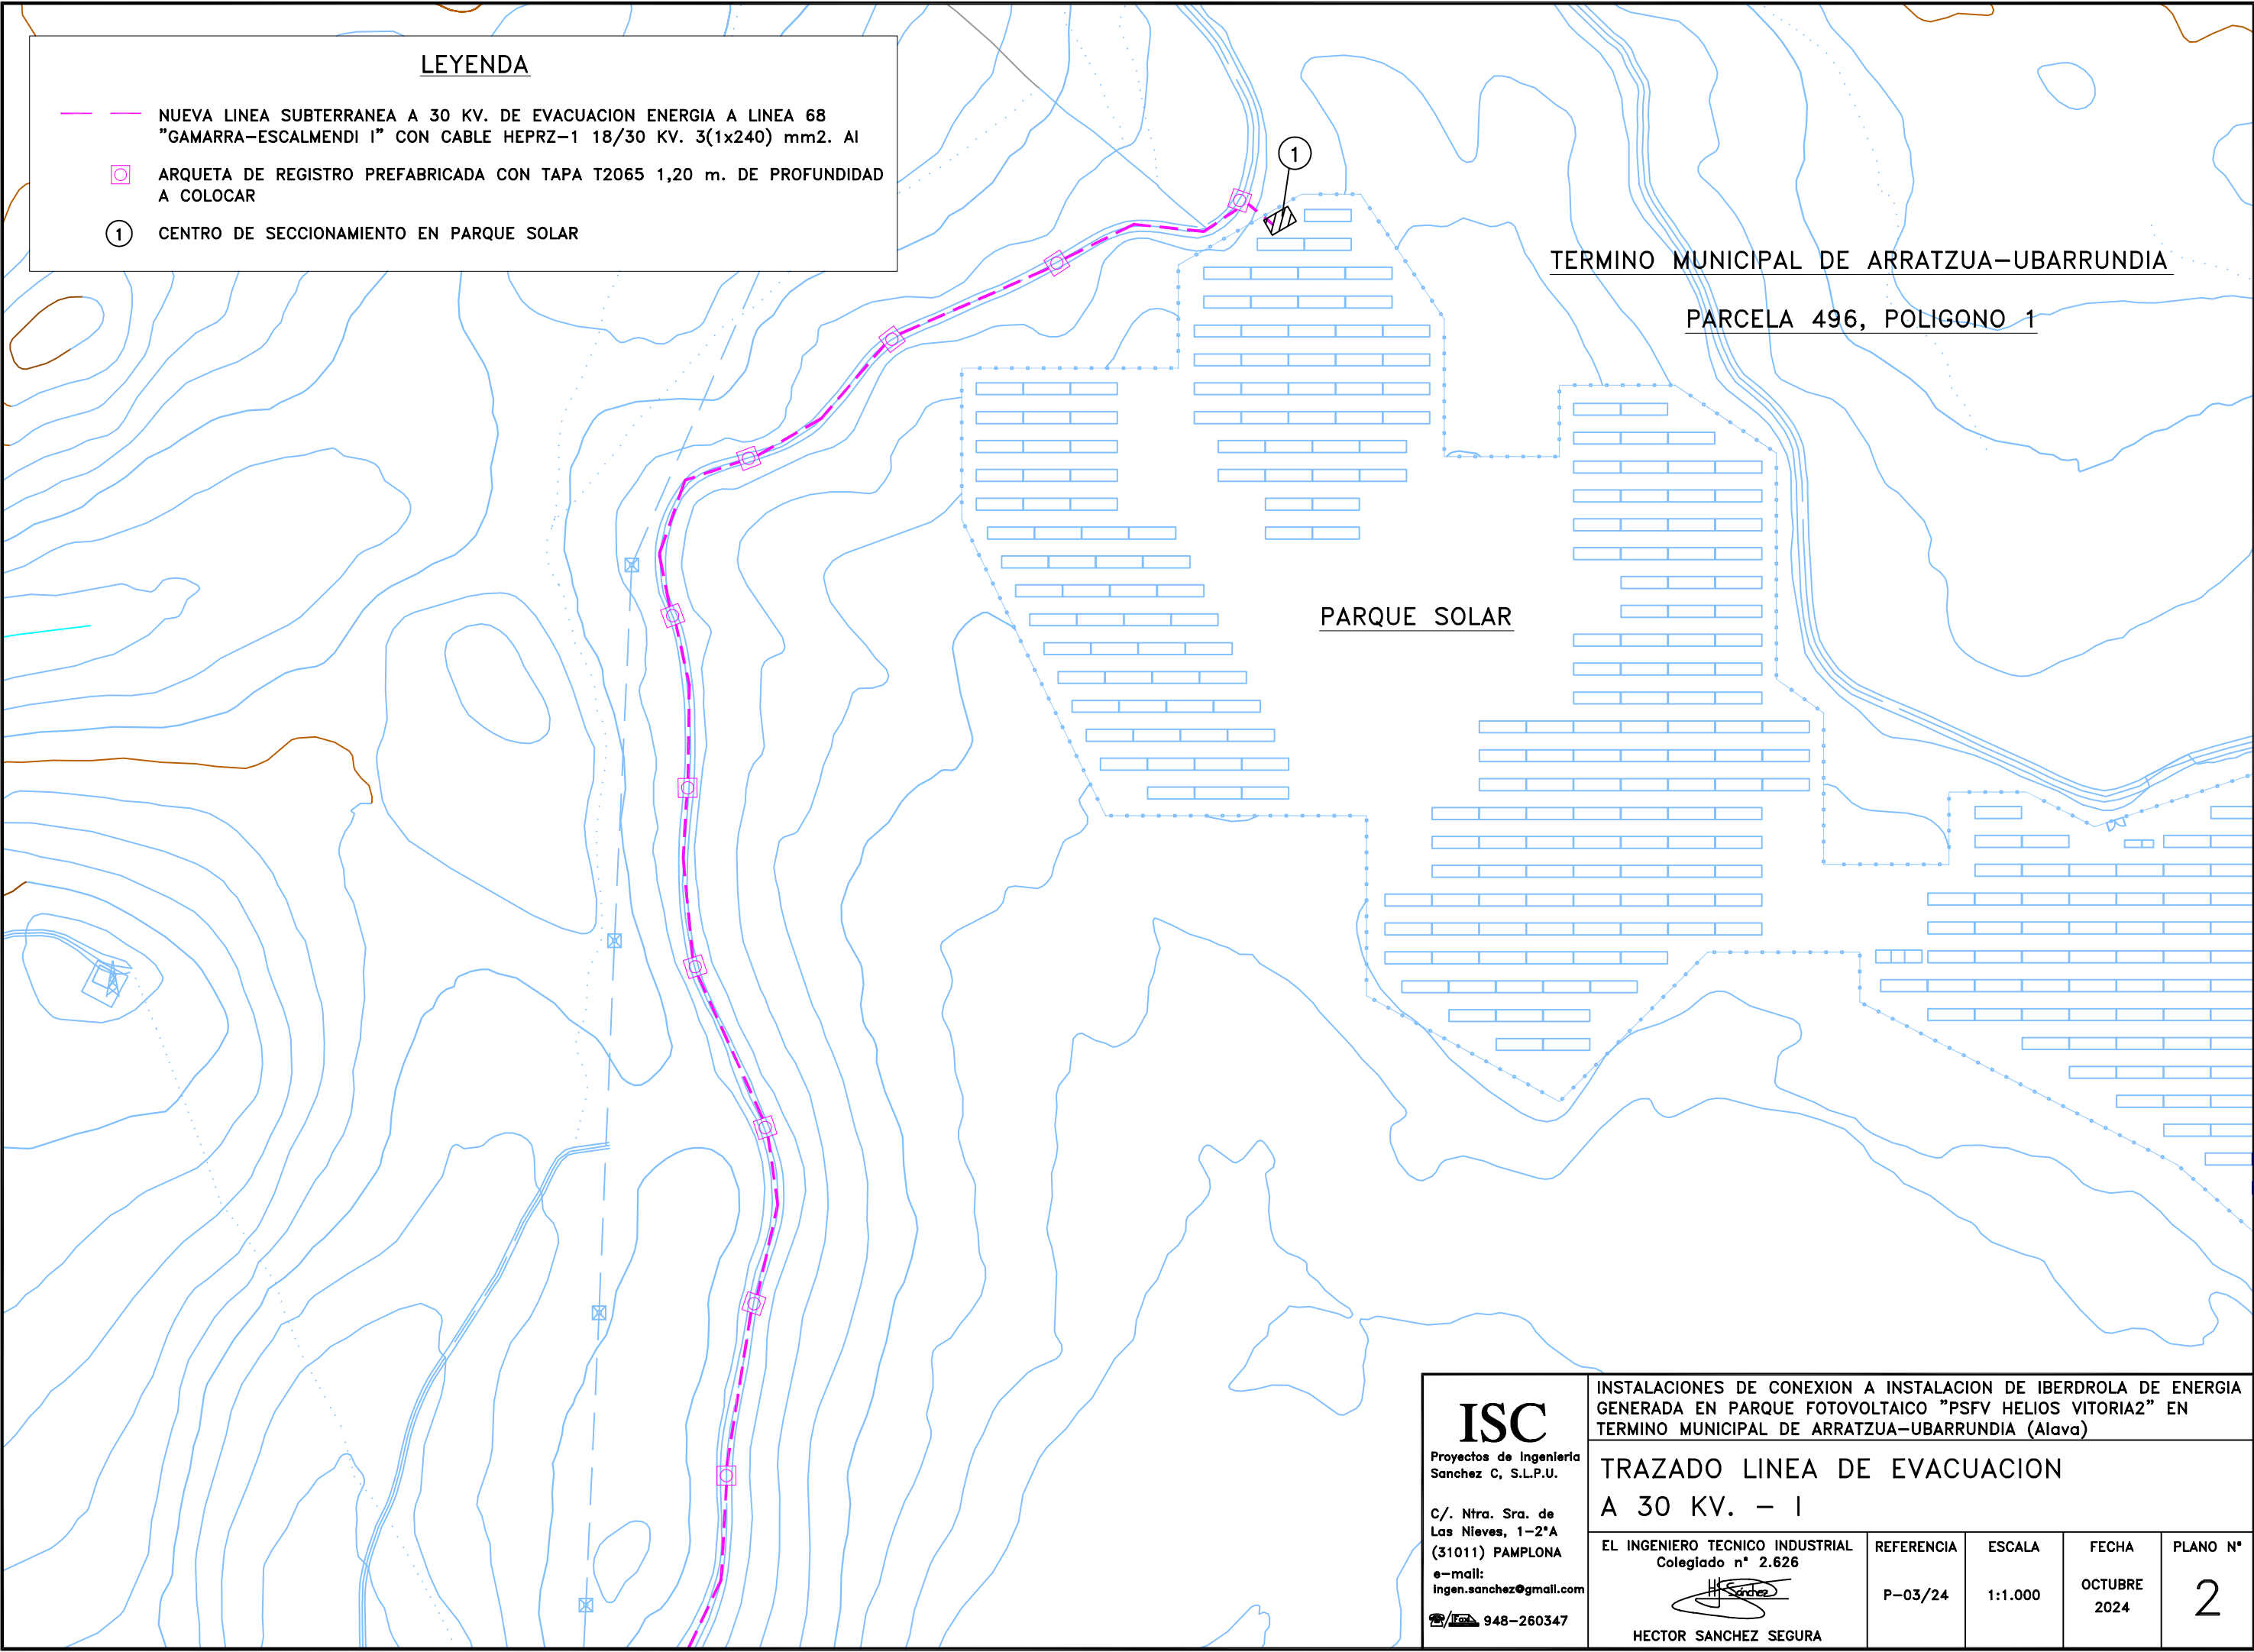 LEYENDA
NUEVA LINEA SUBTERRANEA A 30 KV. DE EVACUACION ENERGIA A LINEA 68
"GAMARRA-ESCALMENDI I" CON CABLE HEPRZ-1 18/30 KV. 3(1x240) mm2. Al
ARQUETA DE REGISTRO PREFABRICADA CON TAPA T2065 1,20 m. DE PROFUNDIDAD
A COLOCAR
1 CENTRO DE SECCIONAMIENTO EN PARQUE SOLAR
1
TERMINO MUNICIPAL DE ARRATZUA-UBARRUNDIA
PARCELA 496, POLIGONO 1
PARQUE SOLAR
ISC
Proyectos de Ingenieria
Sanchez C, S.L.P.U.
C/. Ntra. Sra. de
Las Nieves, 1-2ºA
(31011) PAMPLONA
e-mail:
ingen.sanchez@gmail.com
☎/Fax 948-260347
INSTALACIONES DE CONEXION A INSTALACION DE IBERDROLA DE ENERGIA
GENERADA EN PARQUE FOTOVOLTAICO "PSFV HELIOS VITORIA2" EN
TERMINO MUNICIPAL DE ARRATZUA-UBARRUNDIA (Alava)
TRAZADO LINEA DE EVACUACION
A 30 KV. - I
EL INGENIERO TECNICO INDUSTRIAL
Colegiado nº 2.626
HJSánchez
HECTOR SANCHEZ SEGURA
REFERENCIA
P-03/24
ESCALA
1:1.000
FECHA
OCTUBRE
2024
PLANO Nº
2